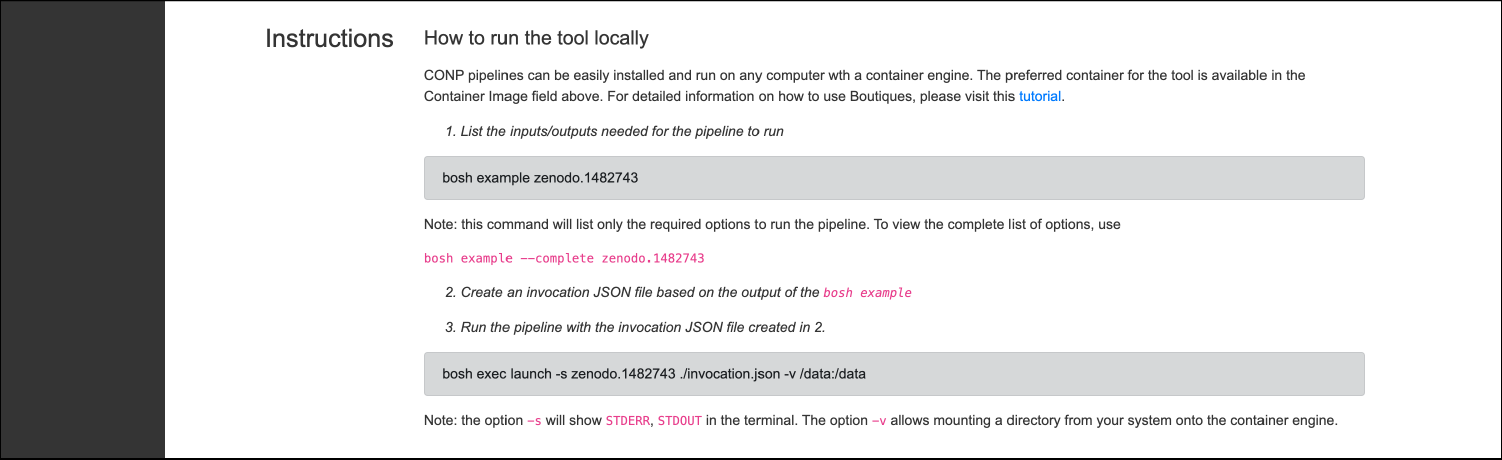 Instructions
How to run the tool locally
CONP pipelines can be easily installed and run on any computer wth a container engine. The preferred container for the tool is available in the
Container Image field above. For detailed information on how to use Boutiques, please visit this tutorial.
1. List the inputs/outputs needed for the pipeline to run
bosh example zenodo.1482743
Note: this command will list only the required options to run the pipeline. To view the complete list of options, use
bosh example --complete zenodo.1482743
2. Create an invocation JSON file based on the output of the bosh example
3. Run the pipeline with the invocation JSON file created in 2.
bosh exec launch -s zenodo.1482743 ./invocation.json -v /data:/data
Note: the option -s will show STDERR, STDOUT in the terminal. The option -v allows mounting a directory from your system onto the container engine.